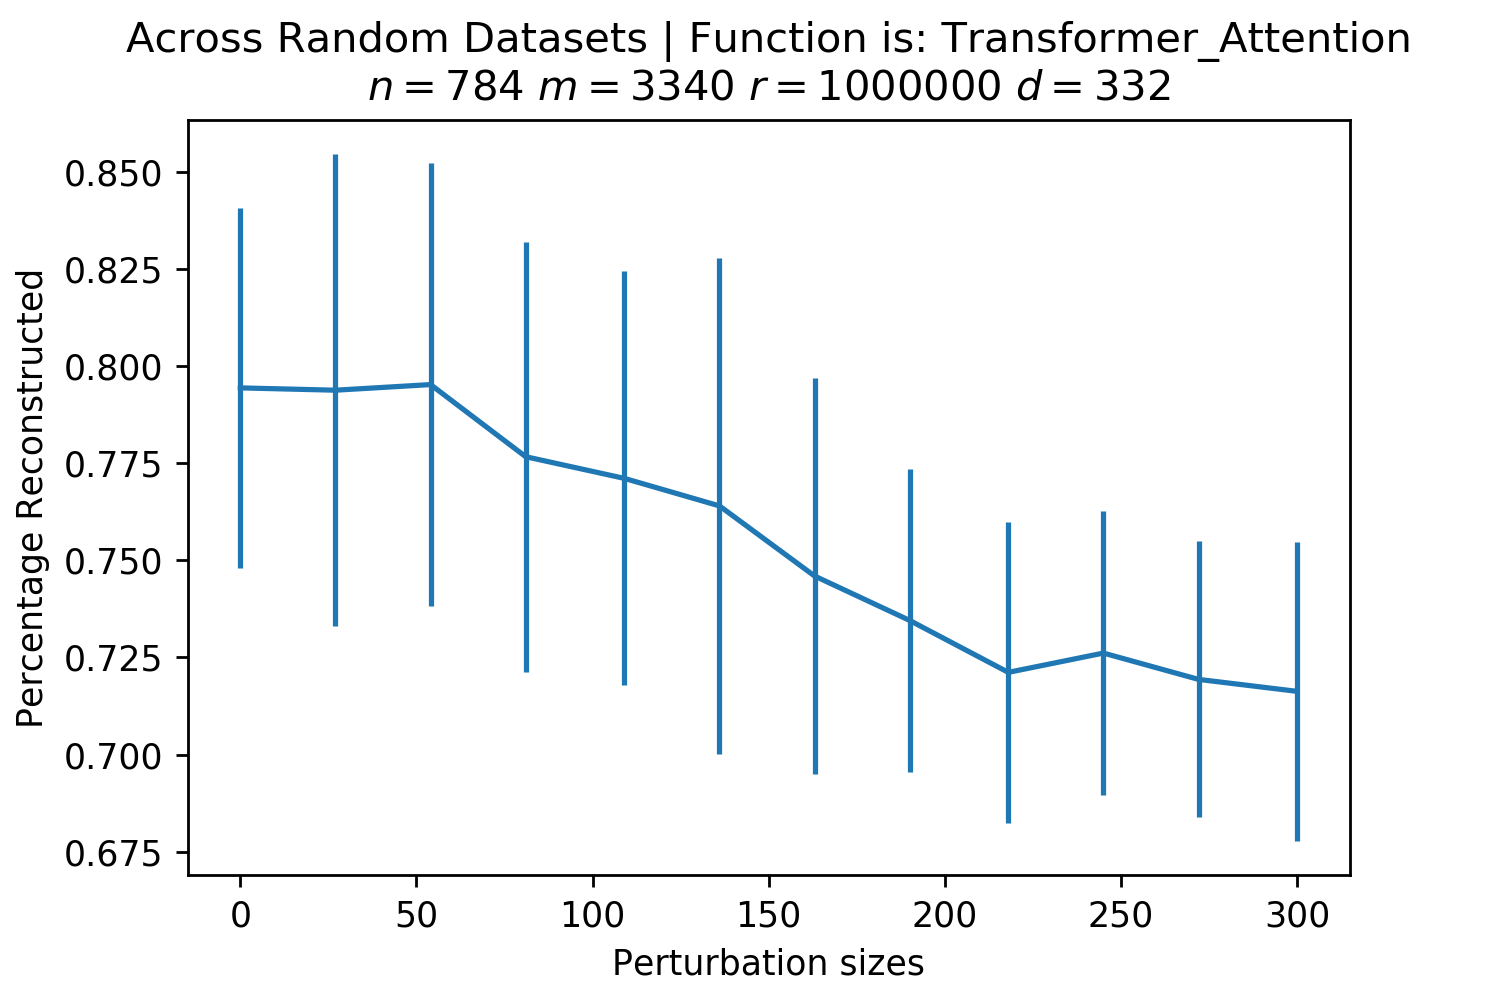 Across Random Datasets | Function is: Transformer_Attention
n = 784 m = 3340 r = 1000000 d = 332
Percentage Reconstructed
0.850
0.825
0.800
0.775
0.750
0.725
0.700
0.675
0 50 100 150 200 250 300
Perturbation sizes